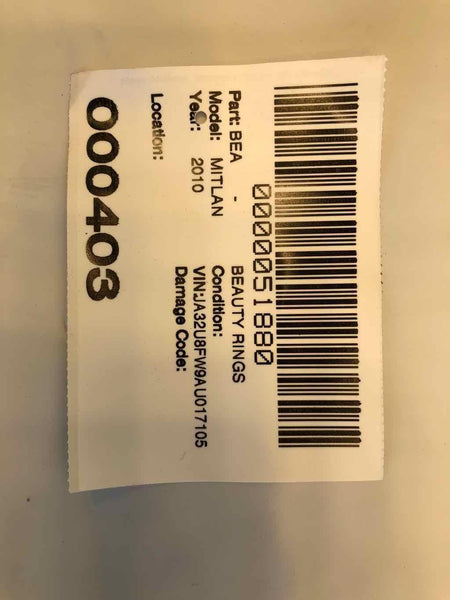 0000051880
Part: BEA - BEAUTY RINGS
Model: MITLAN Condition:
Year: 2010 VIN:JA32U8FW9AU017105
Damage Code:
Location:
000403